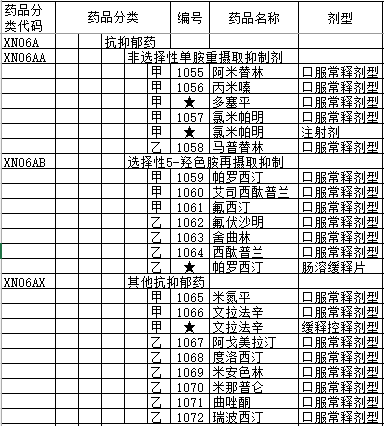 药品分类代码 药品分类 编号 药品名称 剂型
XN06A 抗抑郁药
XN06AA 非选择性单胺重摄取抑制剂
甲 1055 阿米替林 口服常释剂型
甲 1056 丙米嗪 口服常释剂型
甲 ★ 多塞平 口服常释剂型
甲 1057 氯米帕明 口服常释剂型
甲 ★ 氯米帕明 注射剂
乙 1058 马普替林 口服常释剂型
XN06AB 选择性5-羟色胺再摄取抑制
甲 1059 帕罗西汀 口服常释剂型
甲 1060 艾司西酞普兰 口服常释剂型
甲 1061 氟西汀 口服常释剂型
乙 1062 氟伏沙明 口服常释剂型
乙 1063 舍曲林 口服常释剂型
乙 1064 西酞普兰 口服常释剂型
乙 ★ 帕罗西汀 肠溶缓释片
XN06AX 其他抗抑郁药
甲 1065 米氮平 口服常释剂型
甲 1066 文拉法辛 口服常释剂型
甲 ★ 文拉法辛 缓释控释剂型
乙 1067 阿戈美拉汀 口服常释剂型
乙 1068 度洛西汀 口服常释剂型
乙 1069 米安色林 口服常释剂型
乙 1070 米那普仑 口服常释剂型
乙 1071 曲唑酮 口服常释剂型
乙 1072 瑞波西汀 口服常释剂型